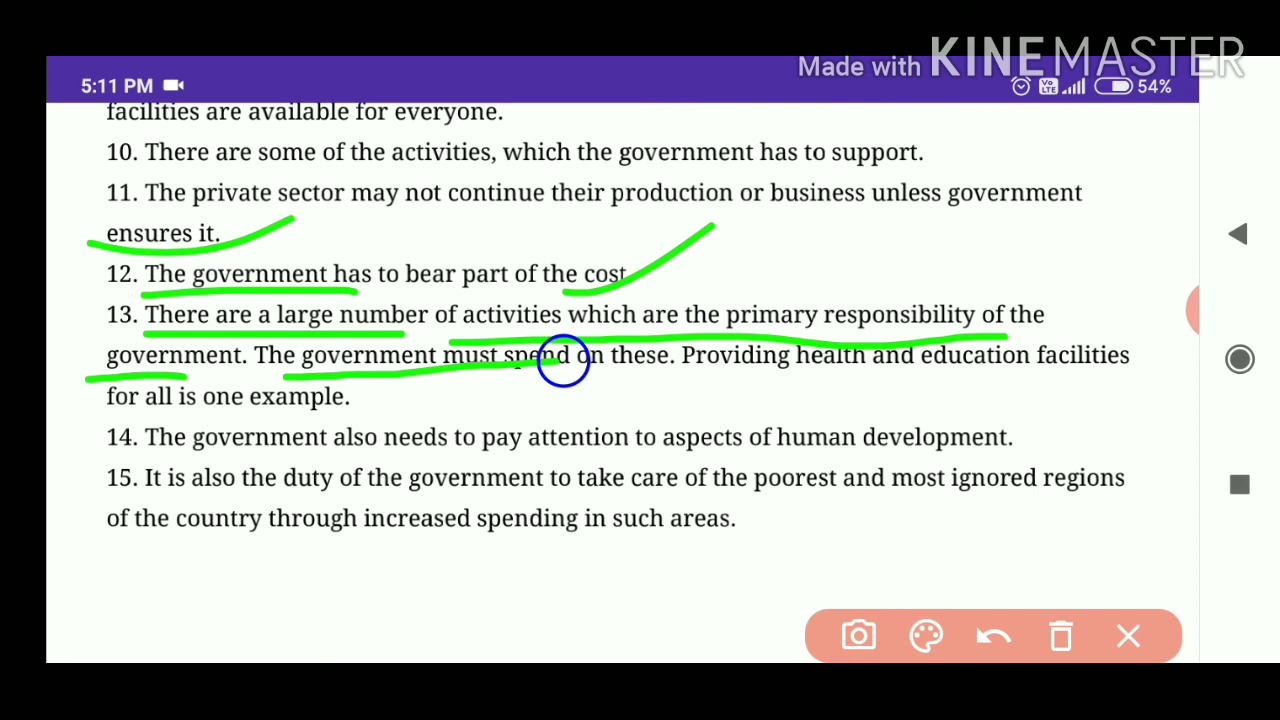 Made with KINEMASTER
5:11 PM
Vo LTE 54%
facilities are available for everyone.
10. There are some of the activities, which the government has to support.
11. The private sector may not continue their production or business unless government
ensures it.
12. The government has to bear part of the cost
13. There are a large number of activities which are the primary responsibility of the
government. The government must spend on these. Providing health and education facilities
for all is one example.
14. The government also needs to pay attention to aspects of human development.
15. It is also the duty of the government to take care of the poorest and most ignored regions
of the country through increased spending in such areas.